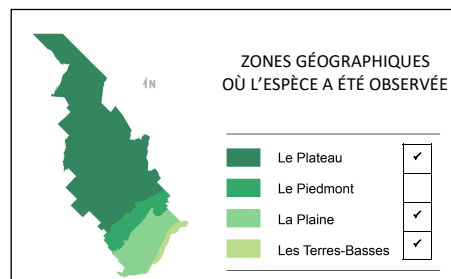 ZONES GÉOGRAPHIQUES
OÙ L'ESPÈCE A ÉTÉ OBSERVÉE
N
Le Plateau ✓
Le Piedmont
La Plaine ✓
Les Terres-Basses ✓